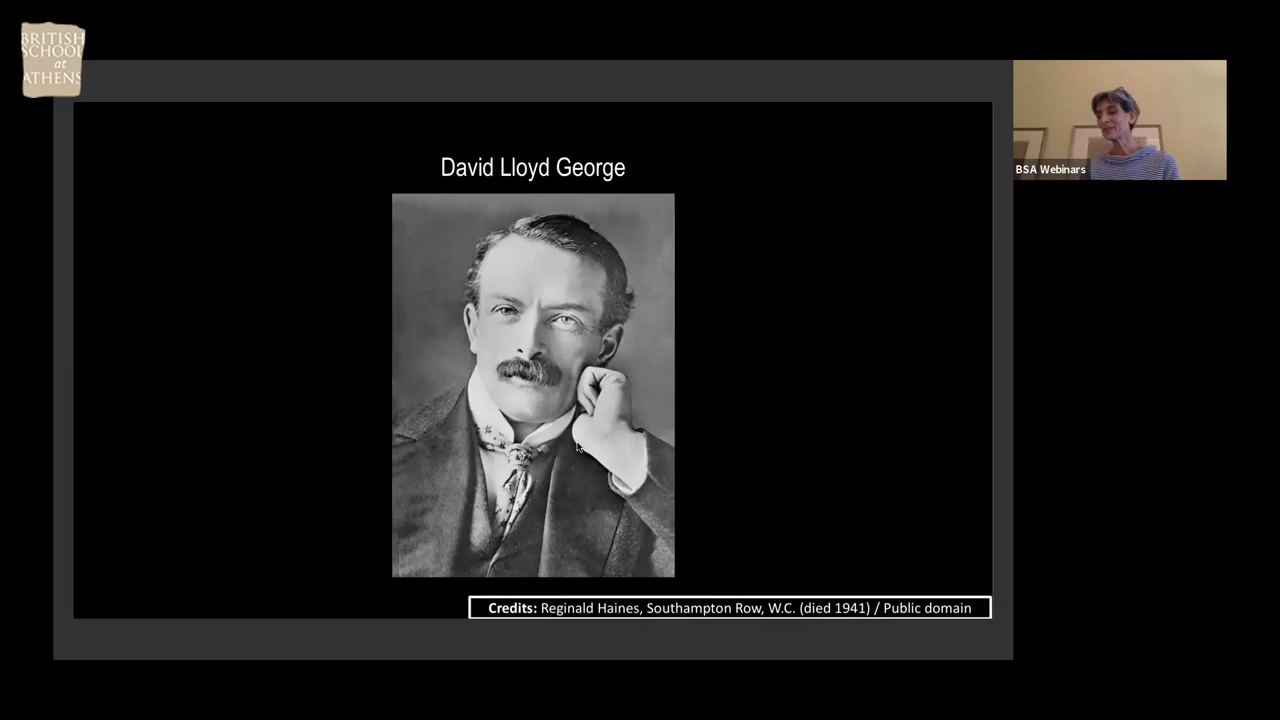 BRITISH
SCHOOL
at
ATHENS
David Lloyd George
BSA Webinars
Credits: Reginald Haines, Southampton Row, W.C. (died 1941) / Public domain